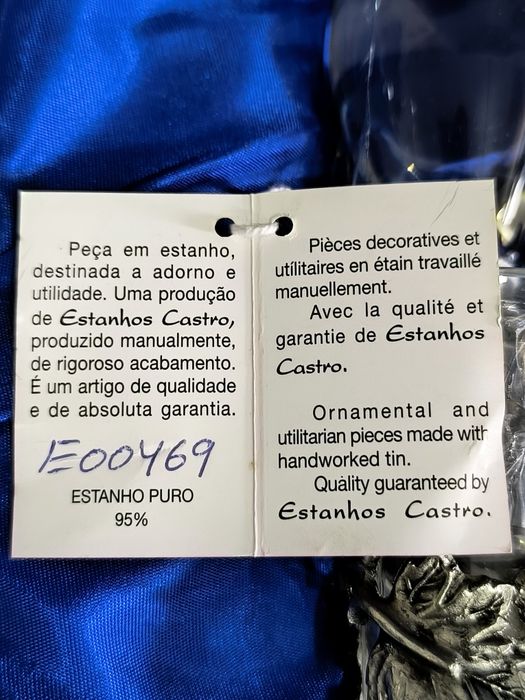 Peça em estanho,
destinada a adorno e
utilidade. Uma produção
de Estanhos Castro,
produzido manualmente,
de rigoroso acabamento.
É um artigo de qualidade
e de absoluta garantia.
E00469
ESTANHO PURO
95%
Pièces decoratives et
utílitaires en étain travaillé
manuellement.
Avec la qualité et
garantie de Estanhos
Castro.
Ornamental and
utilitarian pieces made with
handworked tin.
Quality guaranteed by
Estanhos Castro.